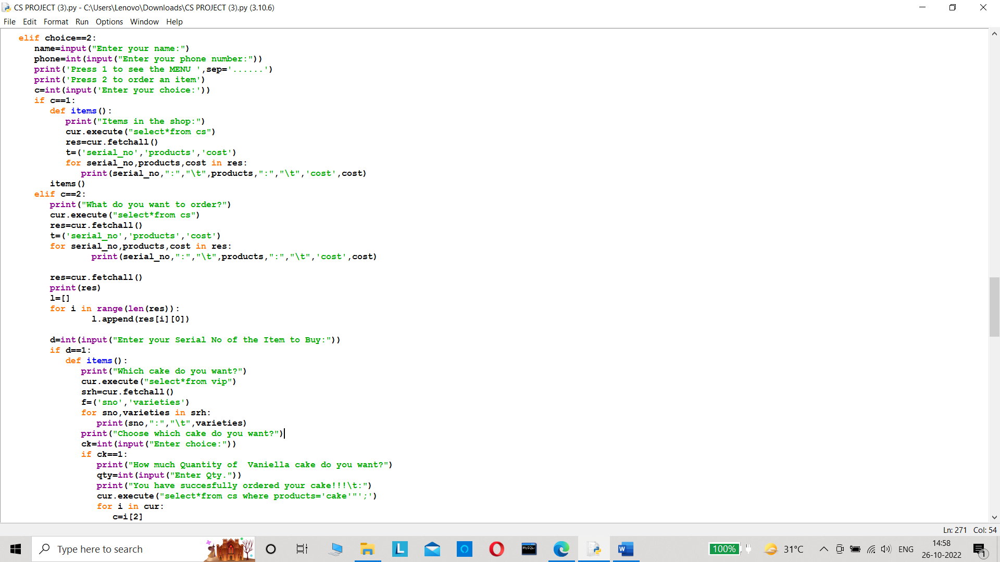 CS PROJECT (3).py - C:\Users\Lenovo\Downloads\CS PROJECT (3).py (3.10.6)
File Edit Format Run Options Window Help
elif choice==2:
name=input("Enter your name:")
phone=int(input("Enter your phone number:"))
print('Press 1 to see the MENU ',sep='......')
print('Press 2 to order an item')
c=int(input('Enter your choice:'))
if c==1:
def items():
print("Items in the shop:")
cur.execute("select*from cs")
res=cur.fetchall()
t=('serial_no','products','cost')
for serial_no,products,cost in res:
print(serial_no,":","\t",products,":","\t",'cost',cost)
items()
elif c==2:
print("What do you want to order?")
cur.execute("select*from cs")
res=cur.fetchall()
t=('serial_no','products','cost')
for serial_no,products,cost in res:
print(serial_no,":","\t",products,":","\t",'cost',cost)
res=cur.fetchall()
print(res)
l=[]
for i in range(len(res)):
l.append(res[i][0])
d=int(input("Enter your Serial No of the Item to Buy:"))
if d==1:
def items():
print("Which cake do you want?")
cur.execute("select*from vip")
srh=cur.fetchall()
f=('sno','varieties')
for sno,varieties in srh:
print(sno,":","\t",varieties)
print("Choose which cake do you want?")
ck=int(input("Enter choice:"))
if ck==1:
print("How much Quantity of  Vaniella cake do you want?")
qty=int(input("Enter Qty."))
print("You have succesfully ordered your cake!!!\t:")
cur.execute("select*from cs where products='cake'"';')
for i in cur:
c=i[2]
Ln: 271 Col: 54
Type here to search
L
MySQL
W
100%
31°C
ENG
14:58
26-10-2022
1